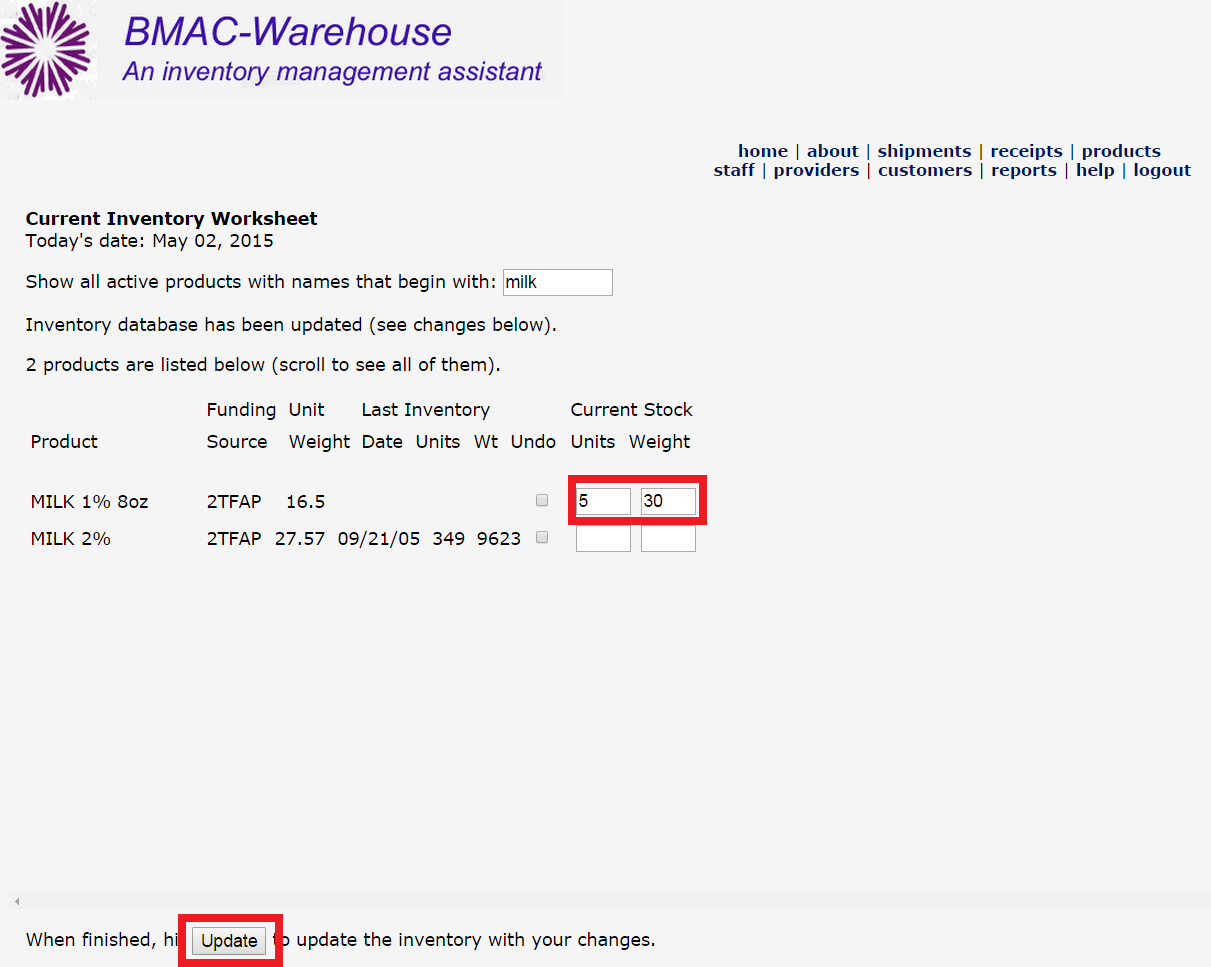 BMAC-Warehouse
An inventory management assistant
home | about | shipments | receipts | products
staff | providers | customers | reports | help | logout
Current Inventory Worksheet
Today's date: May 02, 2015
Show all active products with names that begin with: milk
Inventory database has been updated (see changes below).
2 products are listed below (scroll to see all of them).
Funding Unit Last Inventory Current Stock
Product Source Weight Date Units Wt Undo Units Weight
MILK 1% 8oz 2TFAP 16.5 5 30
MILK 2% 2TFAP 27.57 09/21/05 349 9623
When finished, hi Update to update the inventory with your changes.